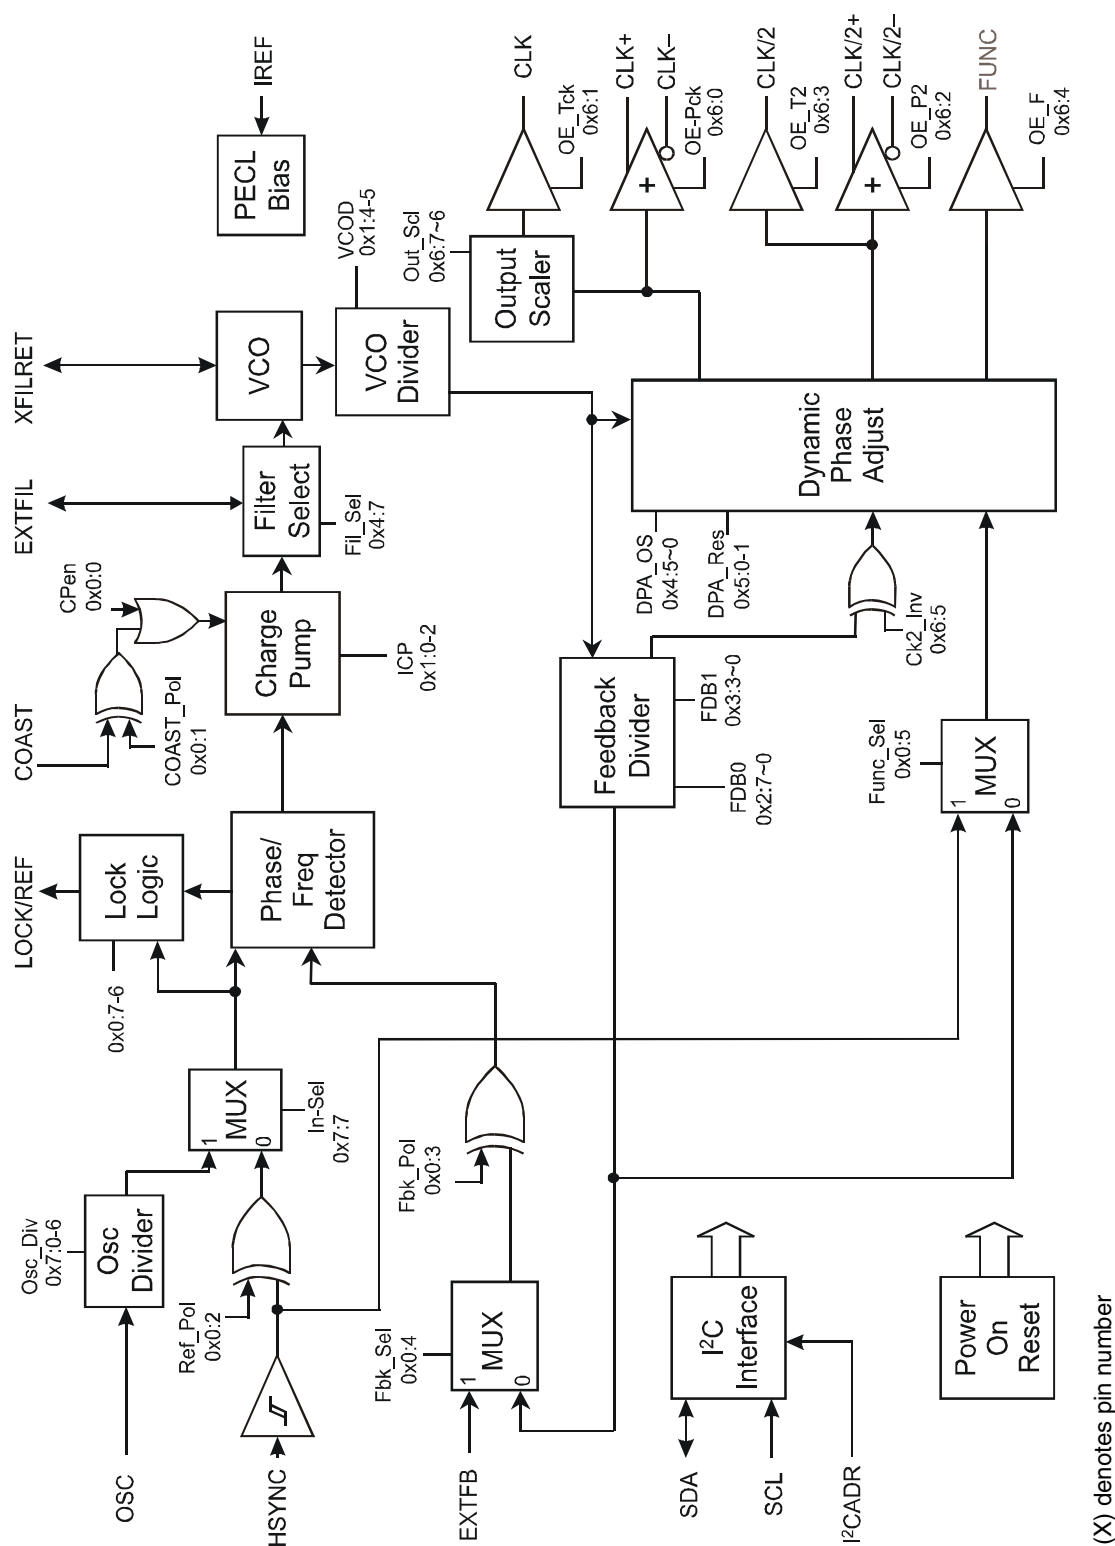 OSC
Osc
Divider
Osc_Div
0x7:0-6
HSYNC
Ref_Pol
0x0:2
MUX
1
0
In-Sel
0x7:7
LOCK/REF
Lock
Logic
0x0:7-6
Phase/
Freq
Detector
COAST
COAST_Pol
0x0:1
CPen
0x0:0
Charge
Pump
ICP
0x1:0-2
EXTFIL
Filter
Select
Fil_Sel
0x4:7
XFILRET
VCO
VCO
Divider
VCOD
0x1:4-5
PECL
Bias
IREF
EXTFB
Fbk_Sel
0x0:4
MUX
1
0
Fbk_Pol
0x0:3
Feedback
Divider
FDB0
0x2:7~0
FDB1
0x3:3~0
DPA_OS
0x4:5~0
DPA_Res
0x5:0-1
Ck2_Inv
0x6:5
Func_Sel
0x0:5
MUX
1
0
Dynamic
Phase
Adjust
Output
Scaler
Out_Scl
0x6:7~6
CLK
OE_Tck
0x6:1
CLK+
+
CLK–
OE-Pck
0x6:0
CLK/2
OE_T2
0x6:3
CLK/2+
+
CLK/2–
OE_P2
0x6:2
FUNC
OE_F
0x6:4
SDA
SCL
I²CADR
I²C
Interface
Power
On
Reset
(X) denotes pin number